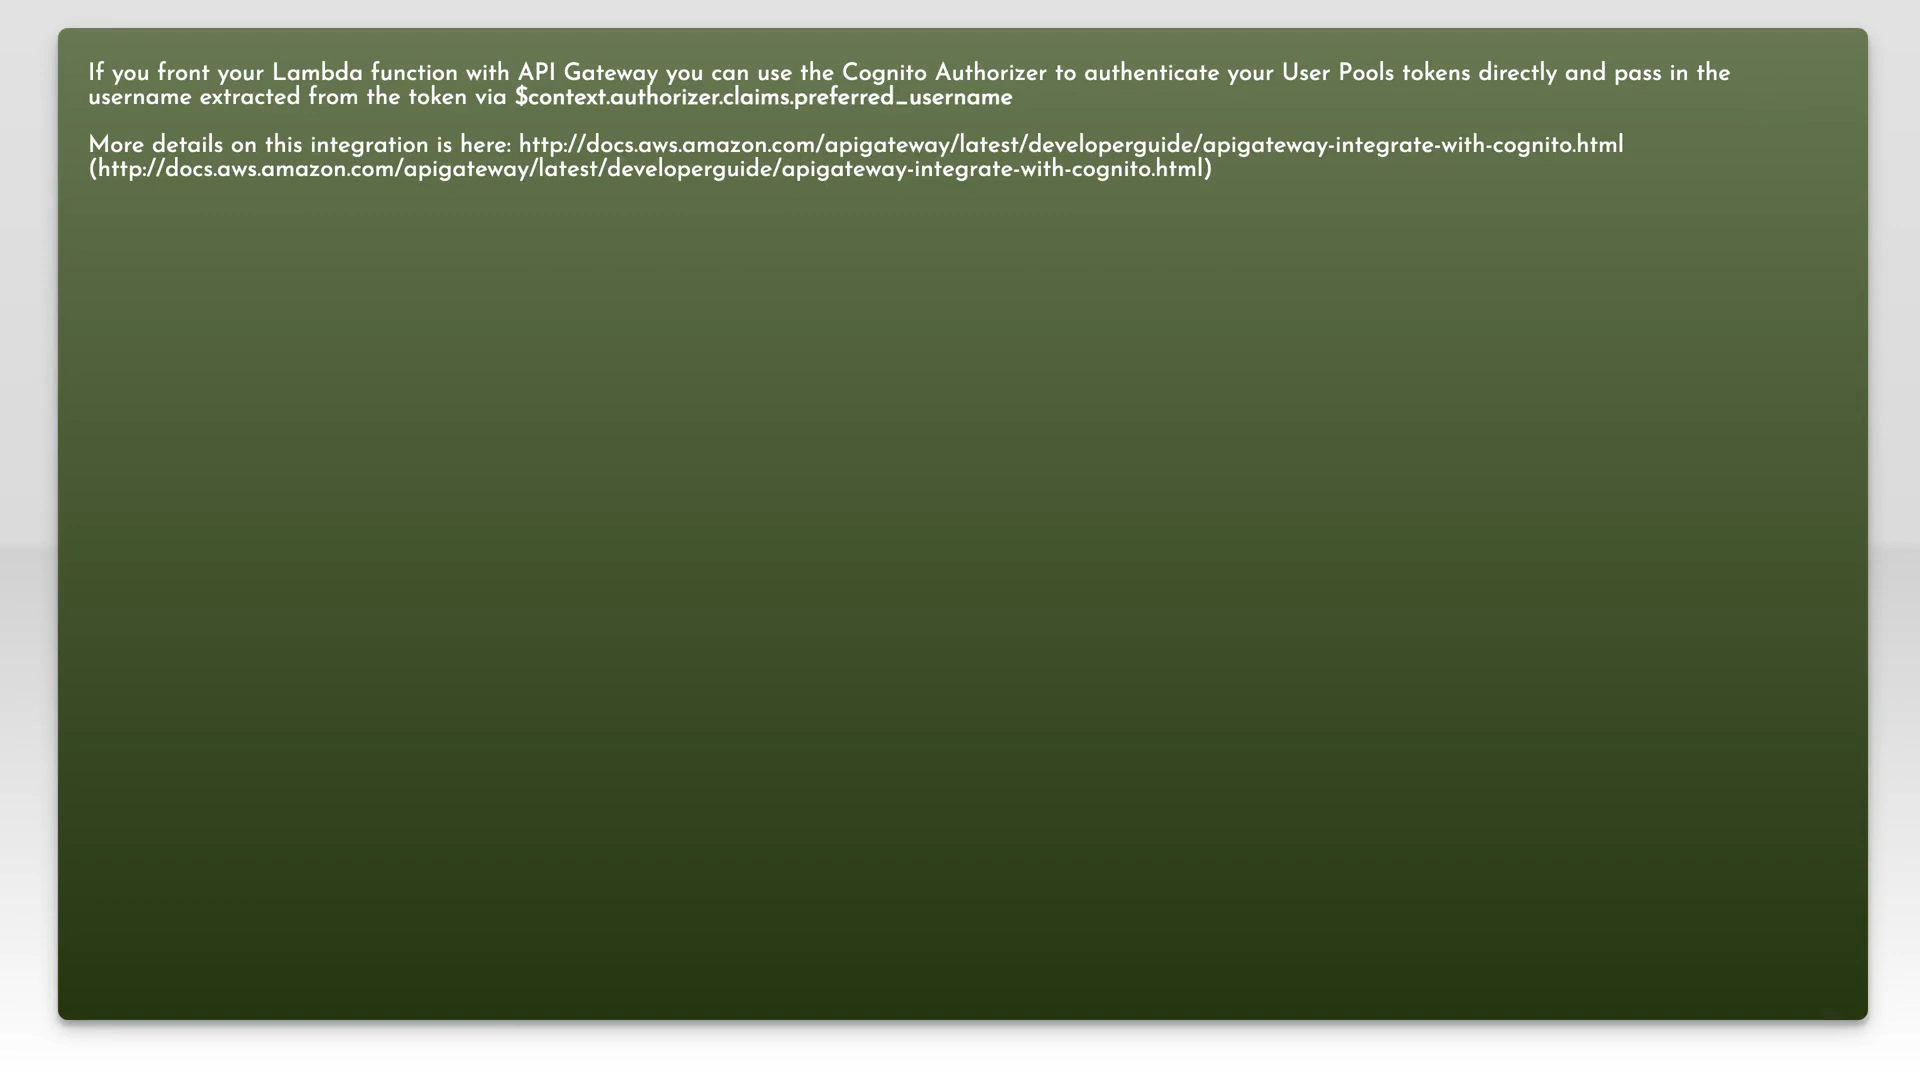 If you front your Lambda function with API Gateway you can use the Cognito Authorizer to authenticate your User Pools tokens directly and pass in the
username extracted from the token via $context.authorizer.claims.preferred_username
More details on this integration is here: http://docs.aws.amazon.com/apigateway/latest/developerguide/apigateway-integrate-with-cognito.html
(http://docs.aws.amazon.com/apigateway/latest/developerguide/apigateway-integrate-with-cognito.html)